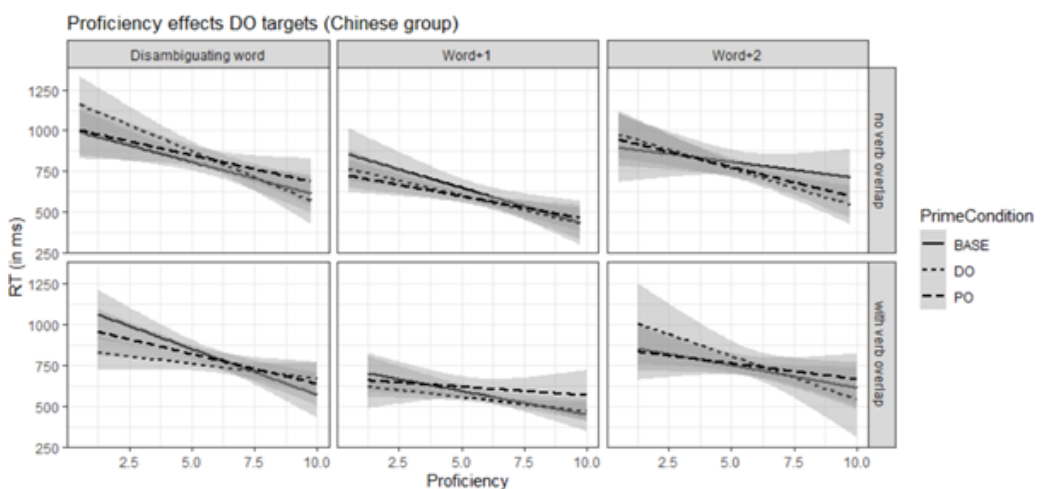 Proficiency effects DO targets (Chinese group)
Disambiguating word
Word+1
Word+2
1250
1000
750
500
250
no verb overlap
1250
1000
750
500
250
with verb overlap
RT (in ms)
2.5 5.0 7.5 10.0
2.5 5.0 7.5 10.0
2.5 5.0 7.5 10.0
Proficiency
PrimeCondition
BASE
DO
PO